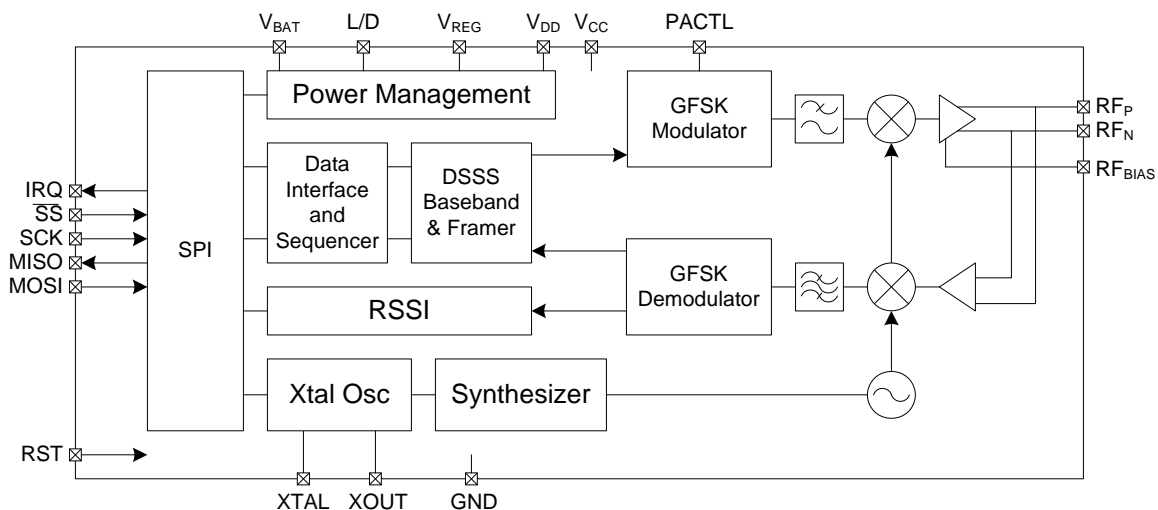 VBAT L/D VREG VDD VCC PACTL
Power Management
GFSK
Modulator
RFP
RFN
RFBIAS
Data
Interface
and
Sequencer
DSSS
Baseband
& Framer
IRQ
SS
SCK
MISO
MOSI
SPI
GFSK
Demodulator
RSSI
Xtal Osc
Synthesizer
RST
XTAL XOUT GND